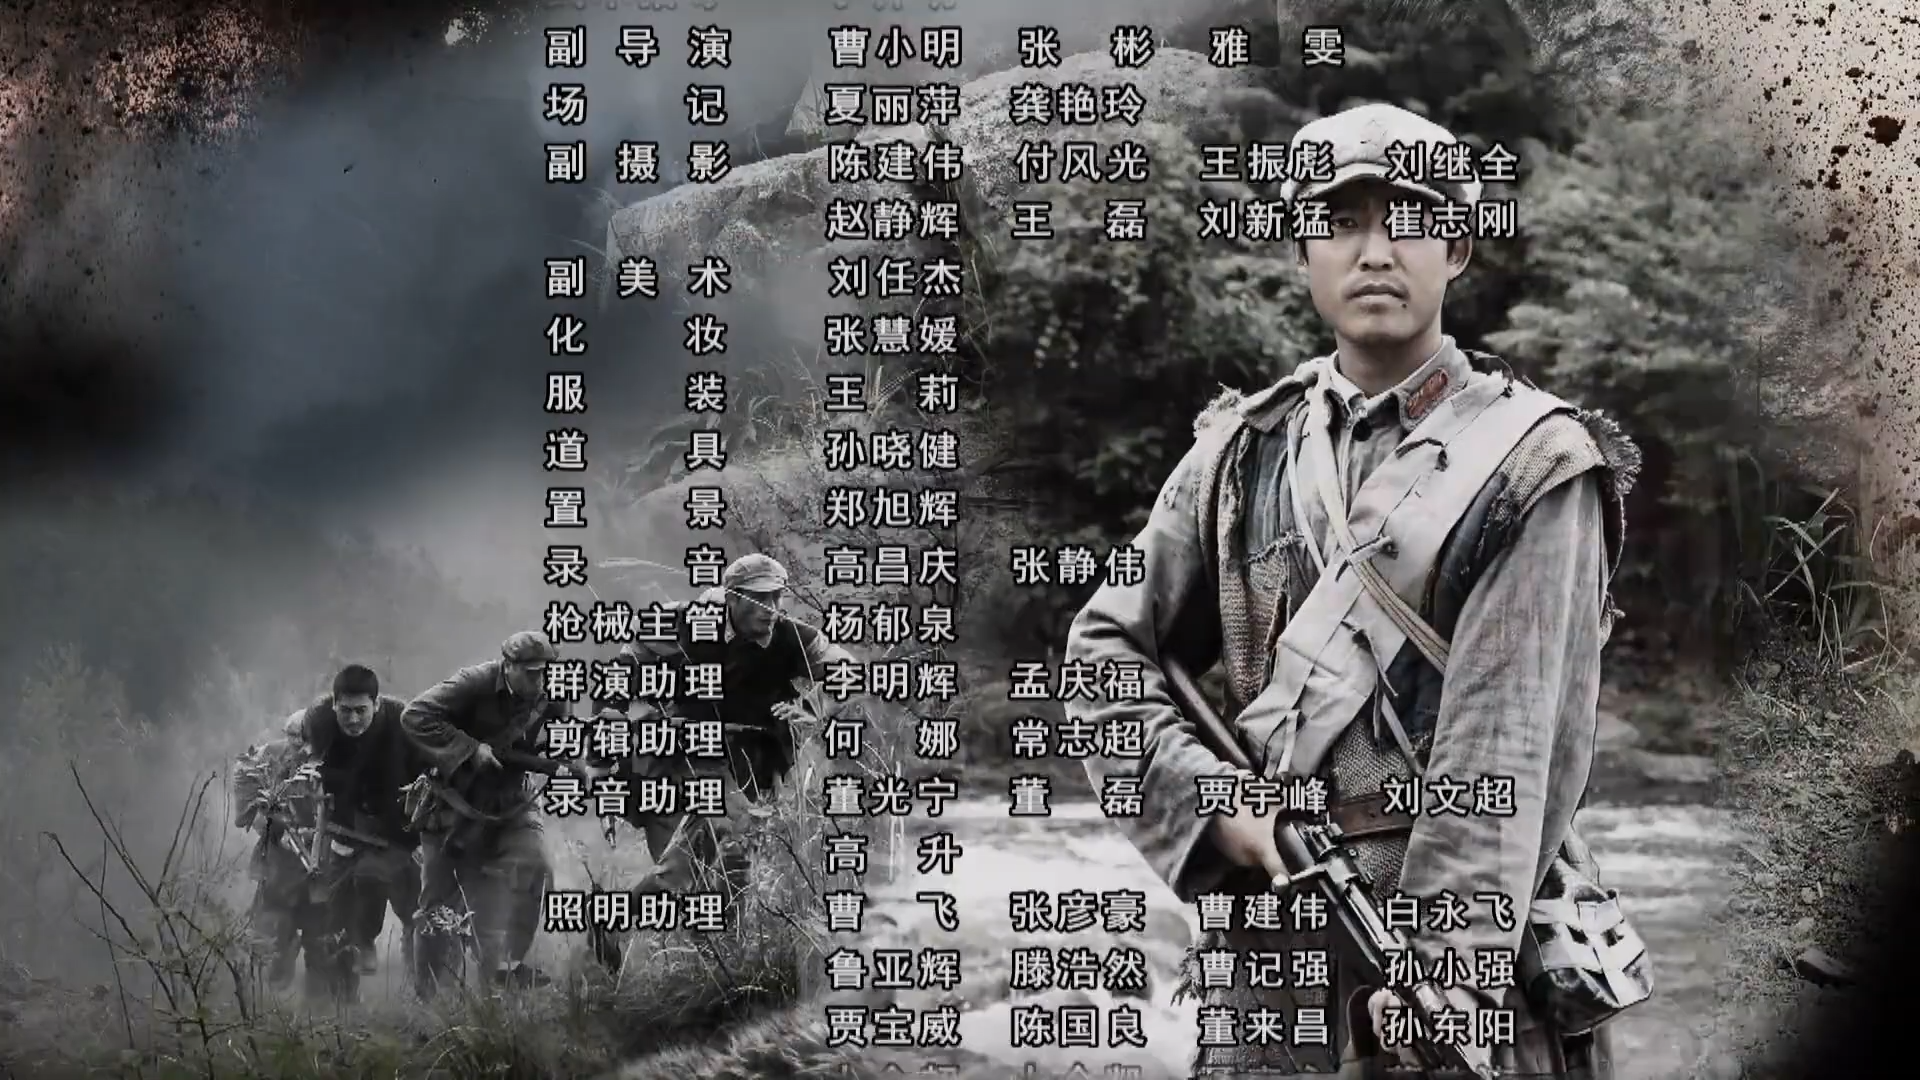 副导演 曹小明 张彬 雅雯
场记 夏丽萍 龚艳玲
副摄影 陈建伟 付风光 王振彪 刘继全
赵静辉 王磊 刘新猛 崔志刚
副美术 刘任杰
化妆 张慧媛
服装 王莉
道具 孙晓健
置景 郑旭辉
录音 高昌庆 张静伟
枪械主管 杨郁泉
群演助理 李明辉 孟庆福
剪辑助理 何娜 常志超
录音助理 董光宁 董磊 贾宇峰 刘文超
高升
照明助理 曹飞 张彦豪 曹建伟 白永飞
鲁亚辉 滕浩然 曹记强 孙小强
贾宝威 陈国良 董来昌 孙东阳